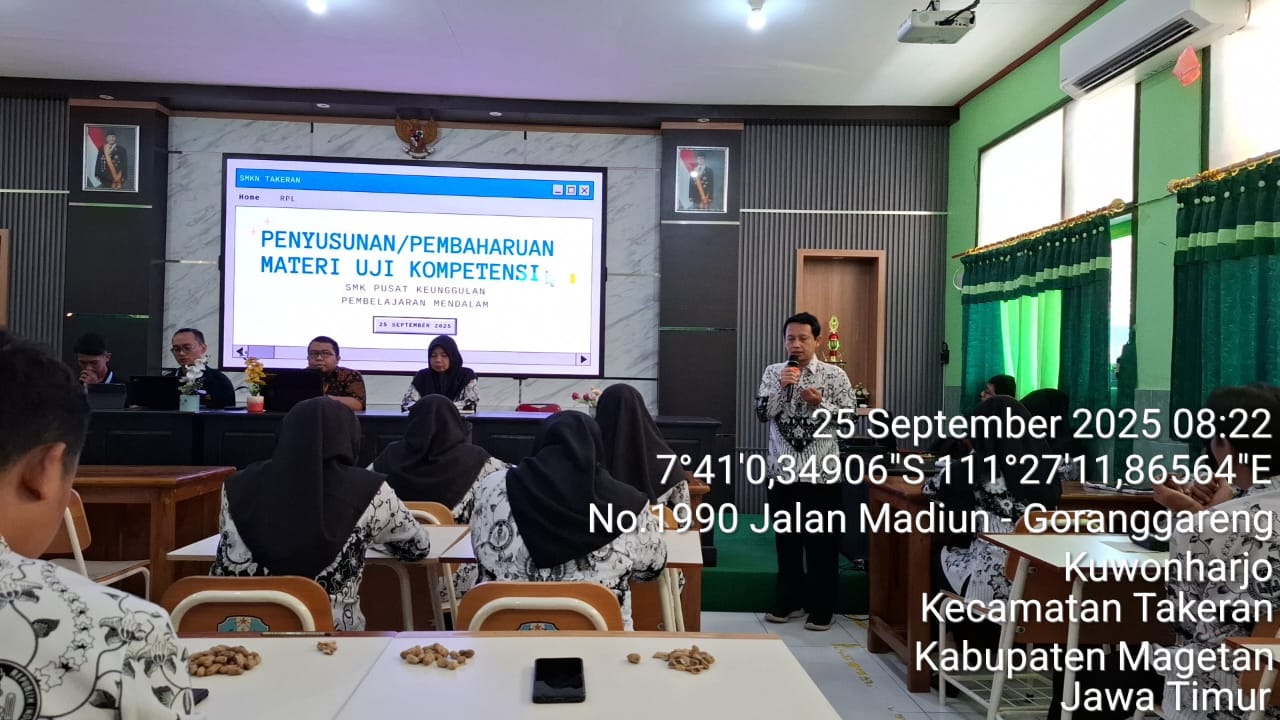 SMKN TAKERAN
Home RPL
PENYUSUNAN/PEMBAHARUAN
MATERI UJI KOMPETENSI
SMK PUSAT KEUNGGULAN
PEMBELAJARAN MENDALAM
25 SEPTEMBER 2025
25 September 2025 08:22
7°41'0,34906"S 111°27'11,86564"E
No.1990 Jalan Madiun - Goranggareng
Kuwonharjo
Kecamatan Takeran
Kabupaten Magetan
Jawa Timur